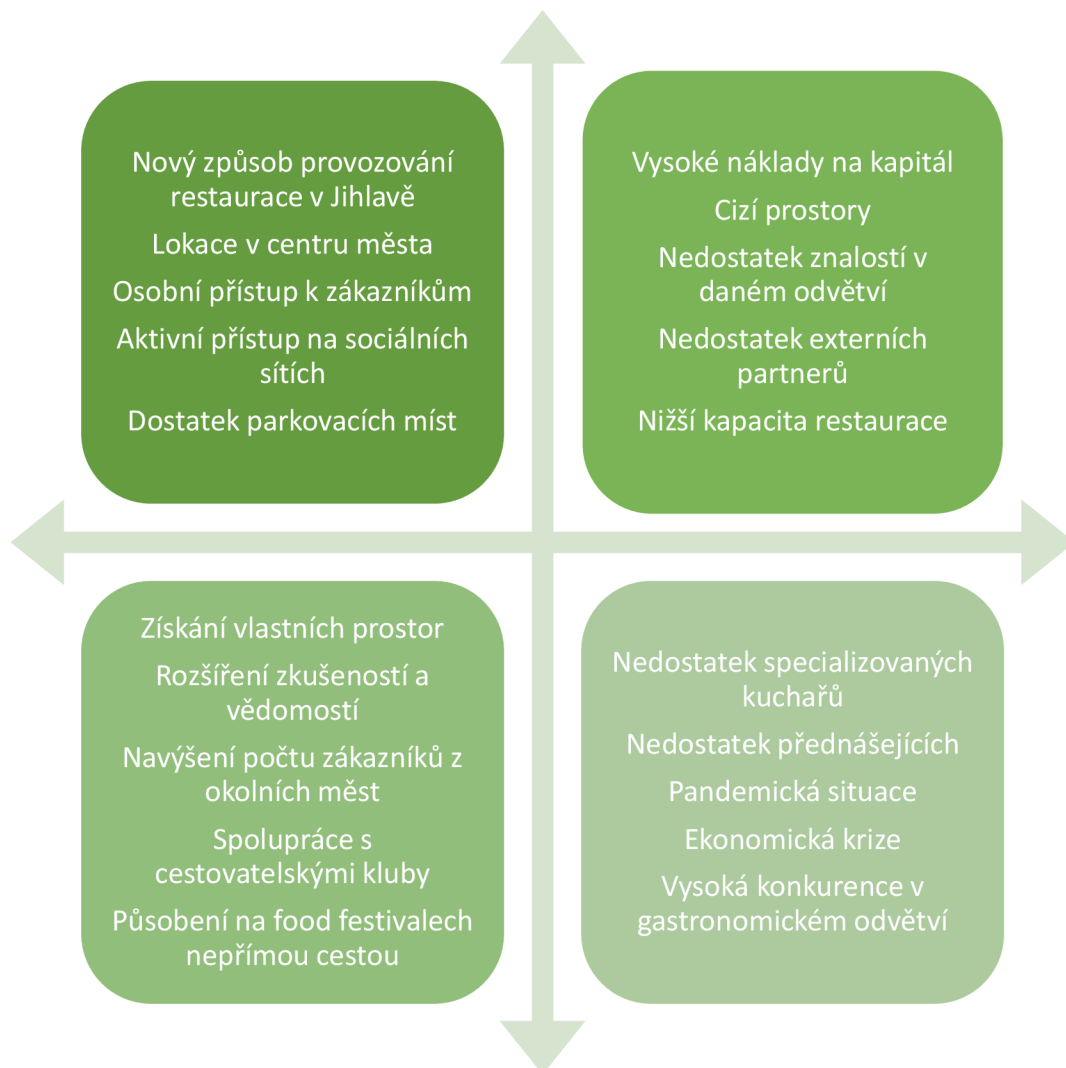 Nový způsob provozování
restaurace v Jihlavě
Lokace v centru města
Osobní přístup k zákazníkům
Aktivní přístup na sociálních
sítích
Dostatek parkovacích míst
Vysoké náklady na kapitál
Cizí prostory
Nedostatek znalostí v
daném odvětví
Nedostatek externích
partnerů
Nižší kapacita restaurace
Získání vlastních prostor
Rozšíření zkušeností a
vědomostí
Navýšení počtu zákazníků z
okolních měst
Spolupráce s
cestovatelskými kluby
Působení na food festivalech
nepřímou cestou
Nedostatek specializovaných
kuchařů
Nedostatek přednášejících
Pandemická situace
Ekonomická krize
Vysoká konkurence v
gastronomickém odvětví